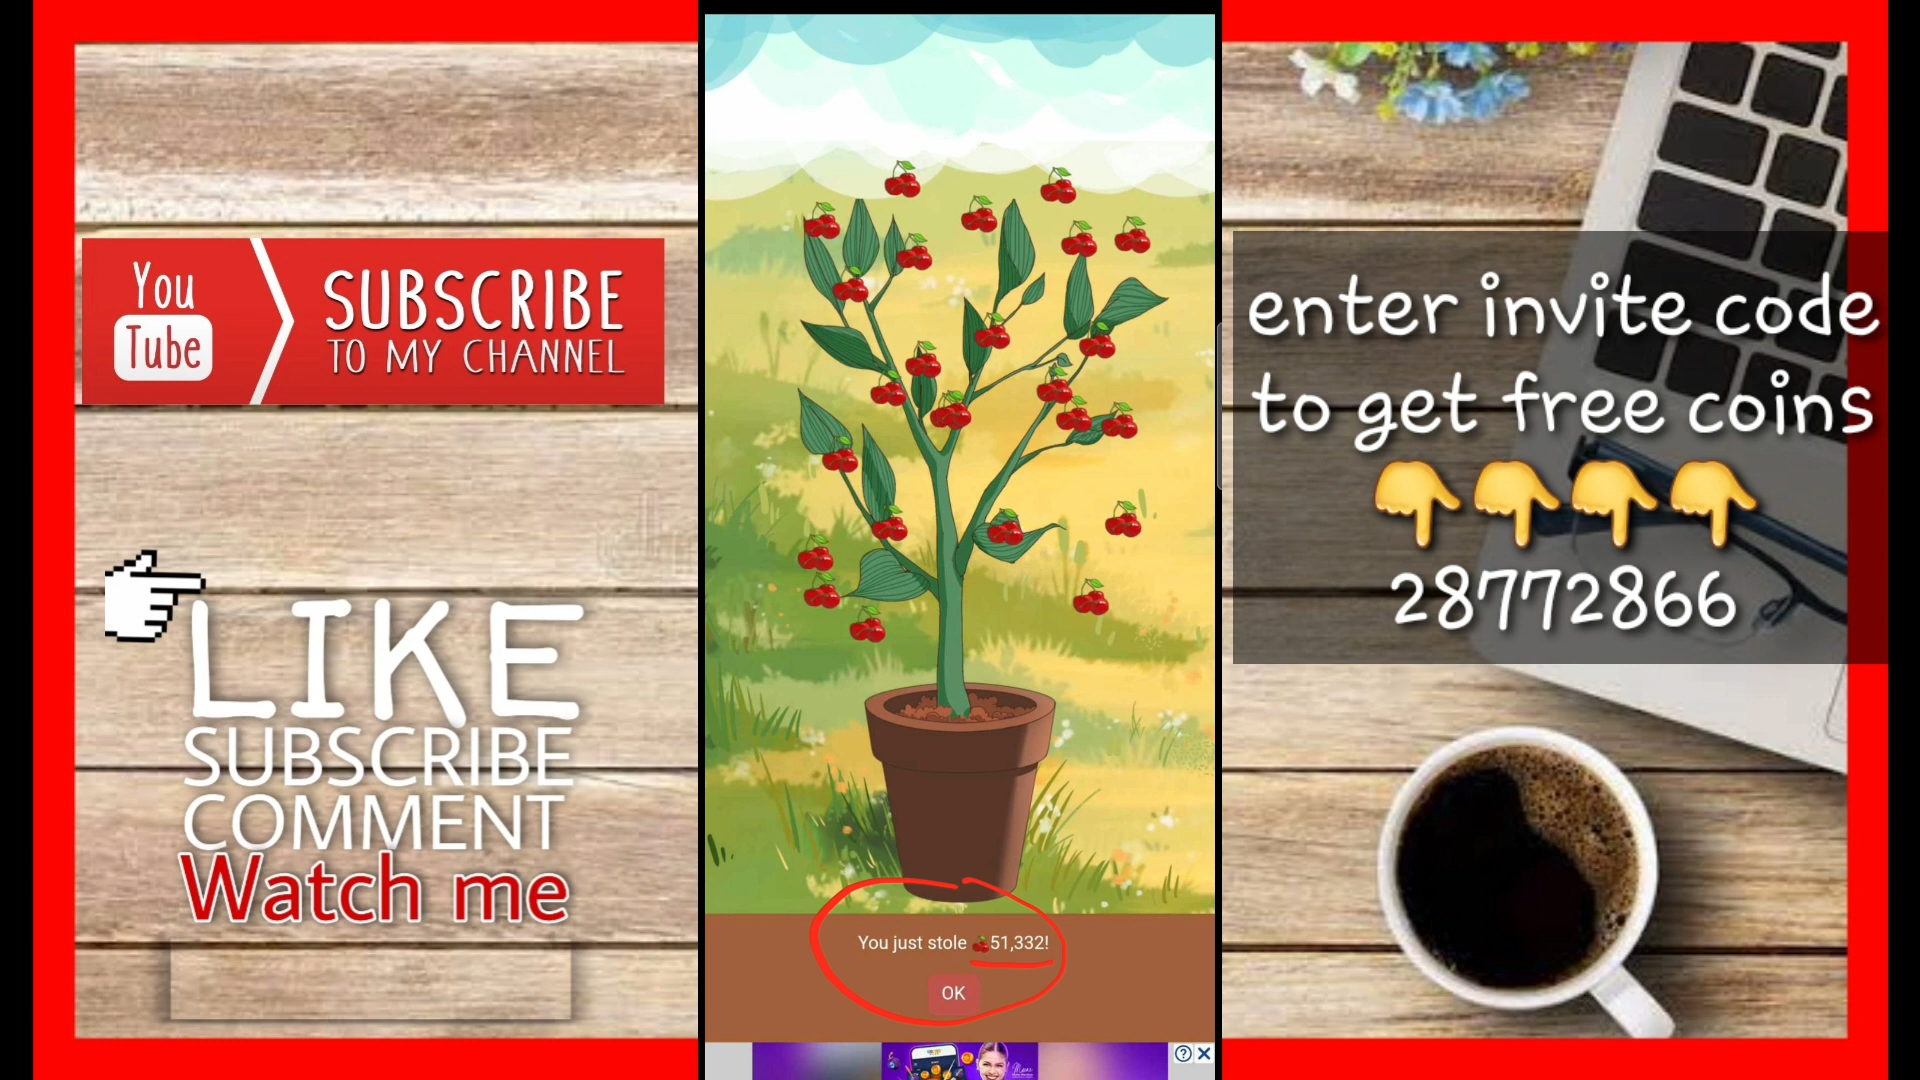 You
Tube
SUBSCRIBE
TO MY CHANNEL
LIKE
SUBSCRIBE
COMMENT
Watch me
You just stole 🍒51,332!
OK
enter invite code
to get free coins
👇👇👇👇
28772866